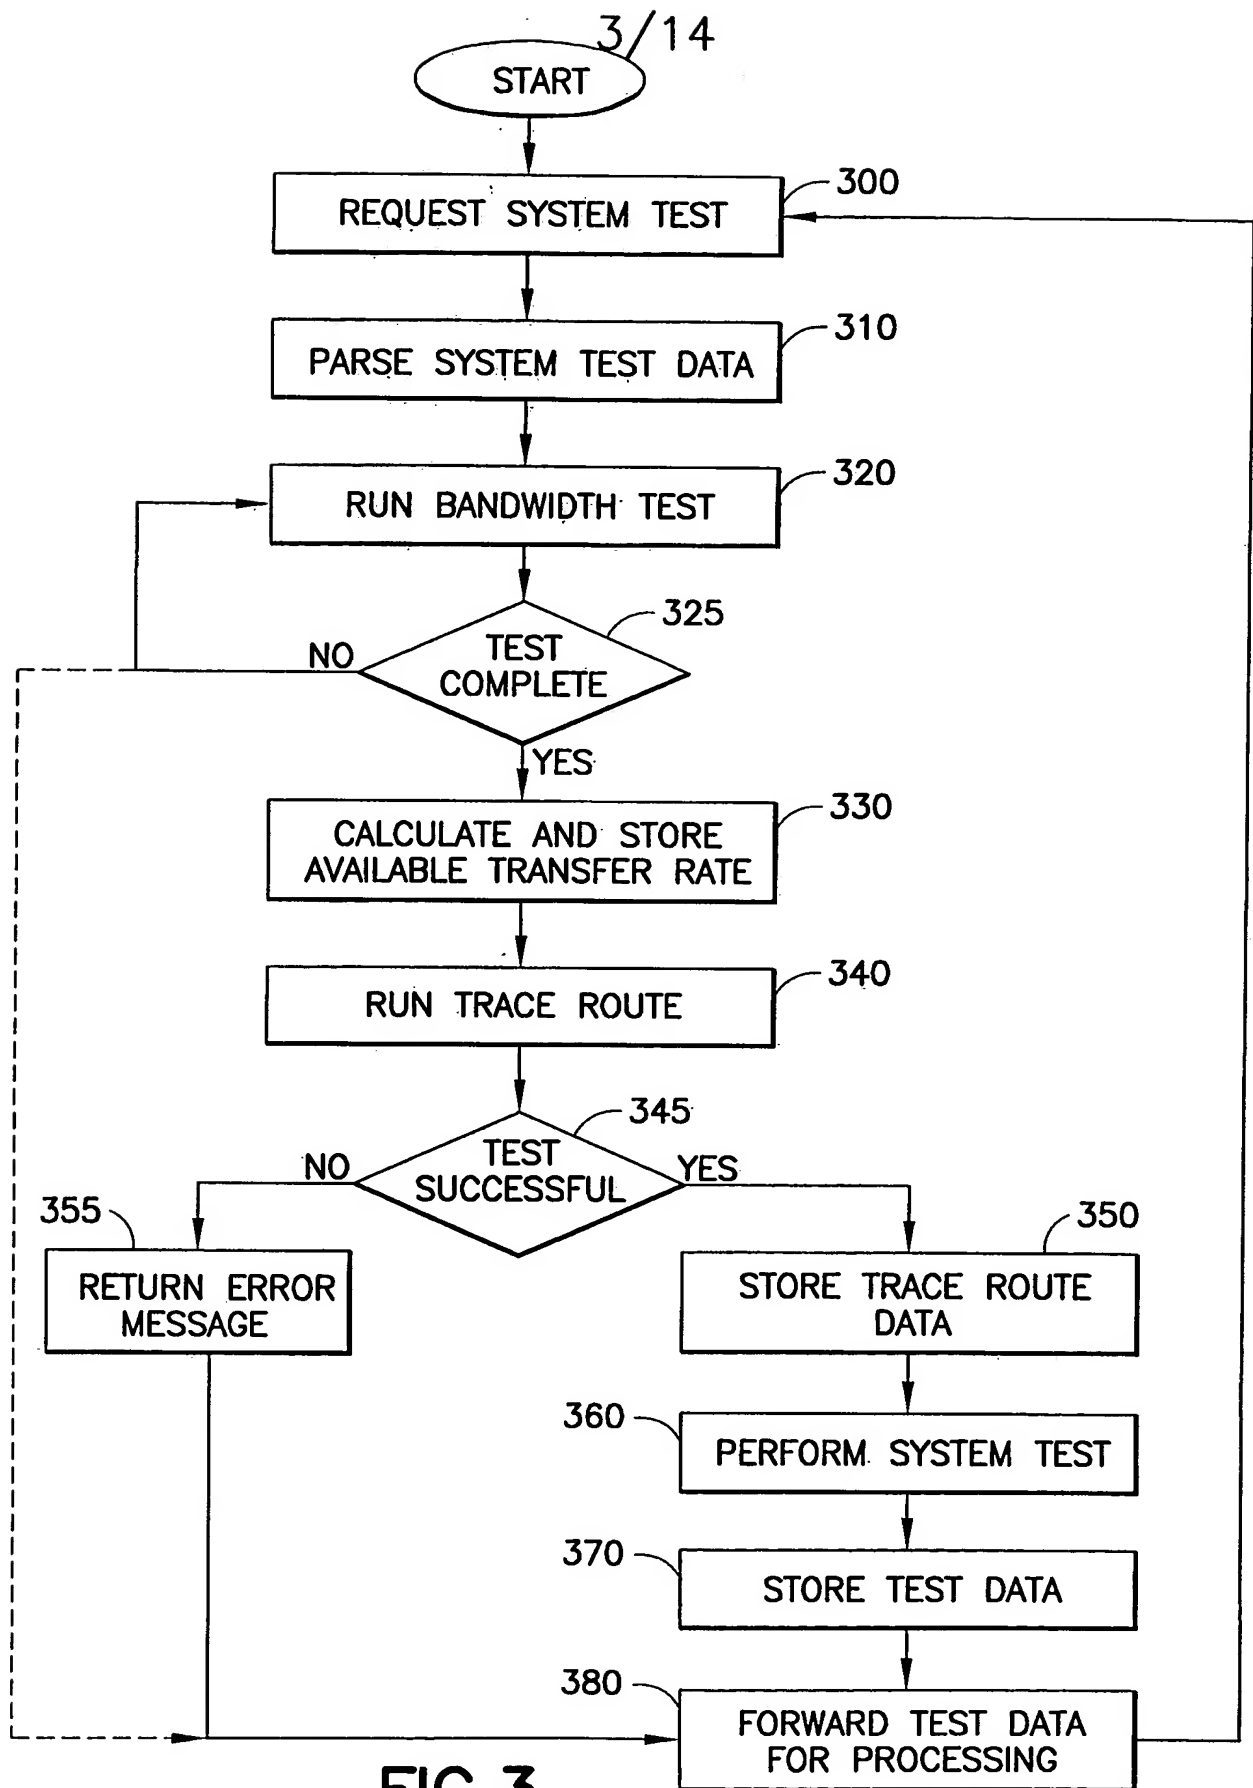 3/14
START
REQUEST SYSTEM TEST
300
PARSE SYSTEM TEST DATA
310
RUN BANDWIDTH TEST
320
TEST
COMPLETE
325
NO
YES
CALCULATE AND STORE
AVAILABLE TRANSFER RATE
330
RUN TRACE ROUTE
340
TEST
SUCCESSFUL
345
NO
YES
355
RETURN ERROR
MESSAGE
350
STORE TRACE ROUTE
DATA
360
PERFORM SYSTEM TEST
370
STORE TEST DATA
380
FORWARD TEST DATA
FOR PROCESSING
FIG.3